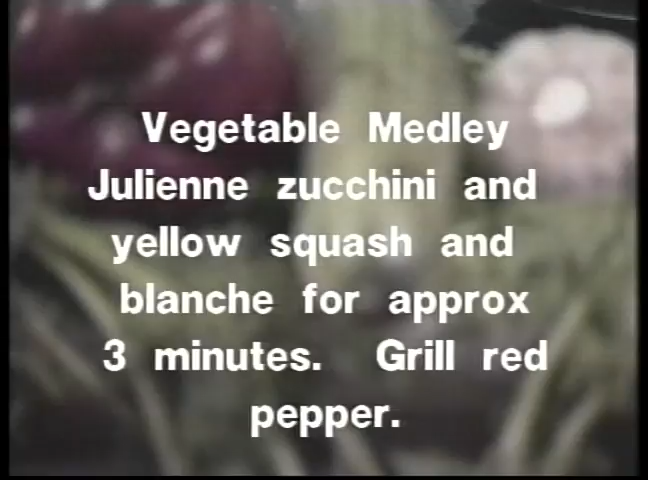 Vegetable Medley
Julienne zucchini and
yellow squash and
blanche for approx
3 minutes. Grill red
pepper.